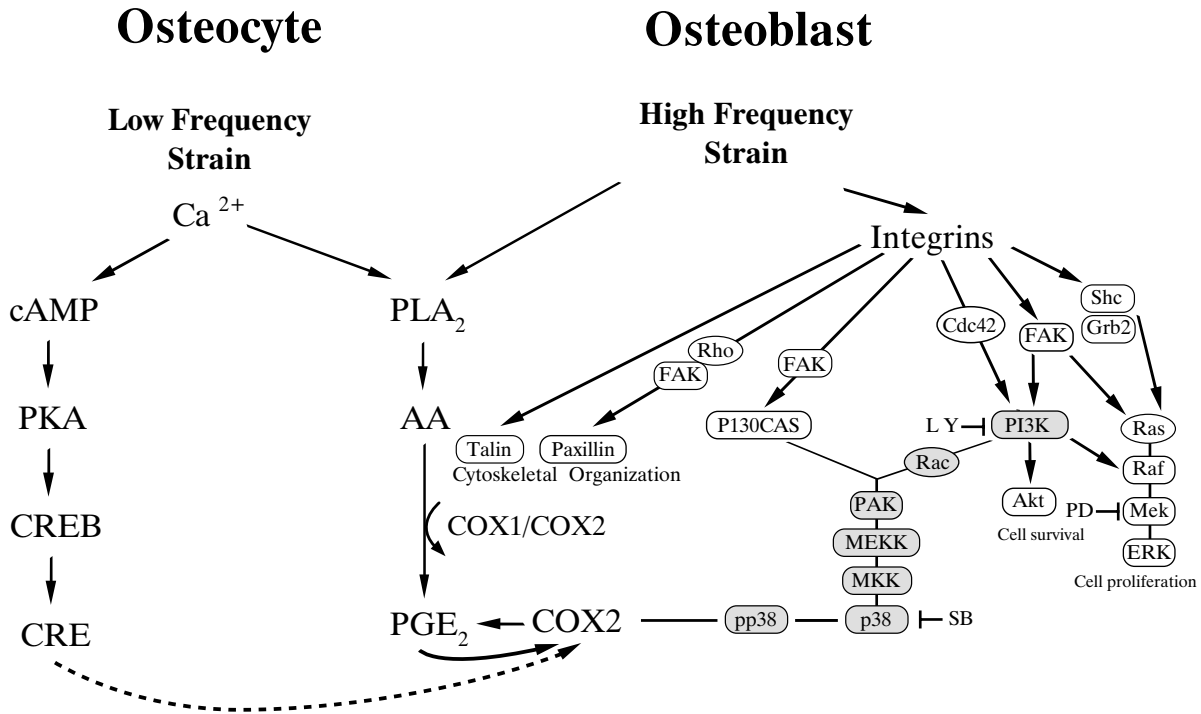 Osteocyte
Osteoblast
Low Frequency
Strain
High Frequency
Strain
Ca 2+
Integrins
cAMP
PLA2
Shc
Grb2
Cdc42
FAK
Rho
FAK
FAK
PKA
AA
Talin
Paxillin
Cytoskeletal Organization
P130CAS
L Y
PI3K
Ras
Rac
Raf
PAK
Akt
PD
Mek
Cell survival
CREB
COX1/COX2
MEKK
ERK
Cell proliferation
MKK
CRE
PGE2
COX2
pp38
p38
SB